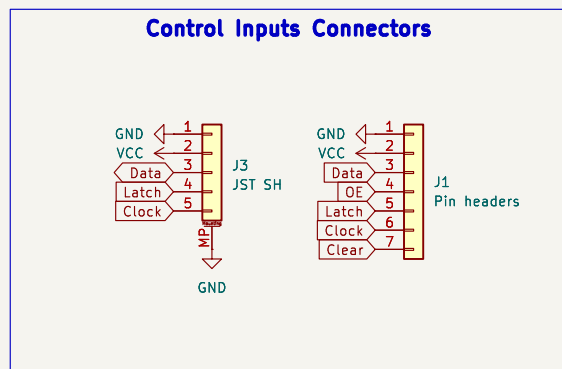 Control Inputs Connectors
GND 1
VCC 2
Data 3
Latch 4
Clock 5
J3
JST SH
MP
GND
GND 1
VCC 2
Data 3
OE 4
Latch 5
Clock 6
Clear 7
J1
Pin headers